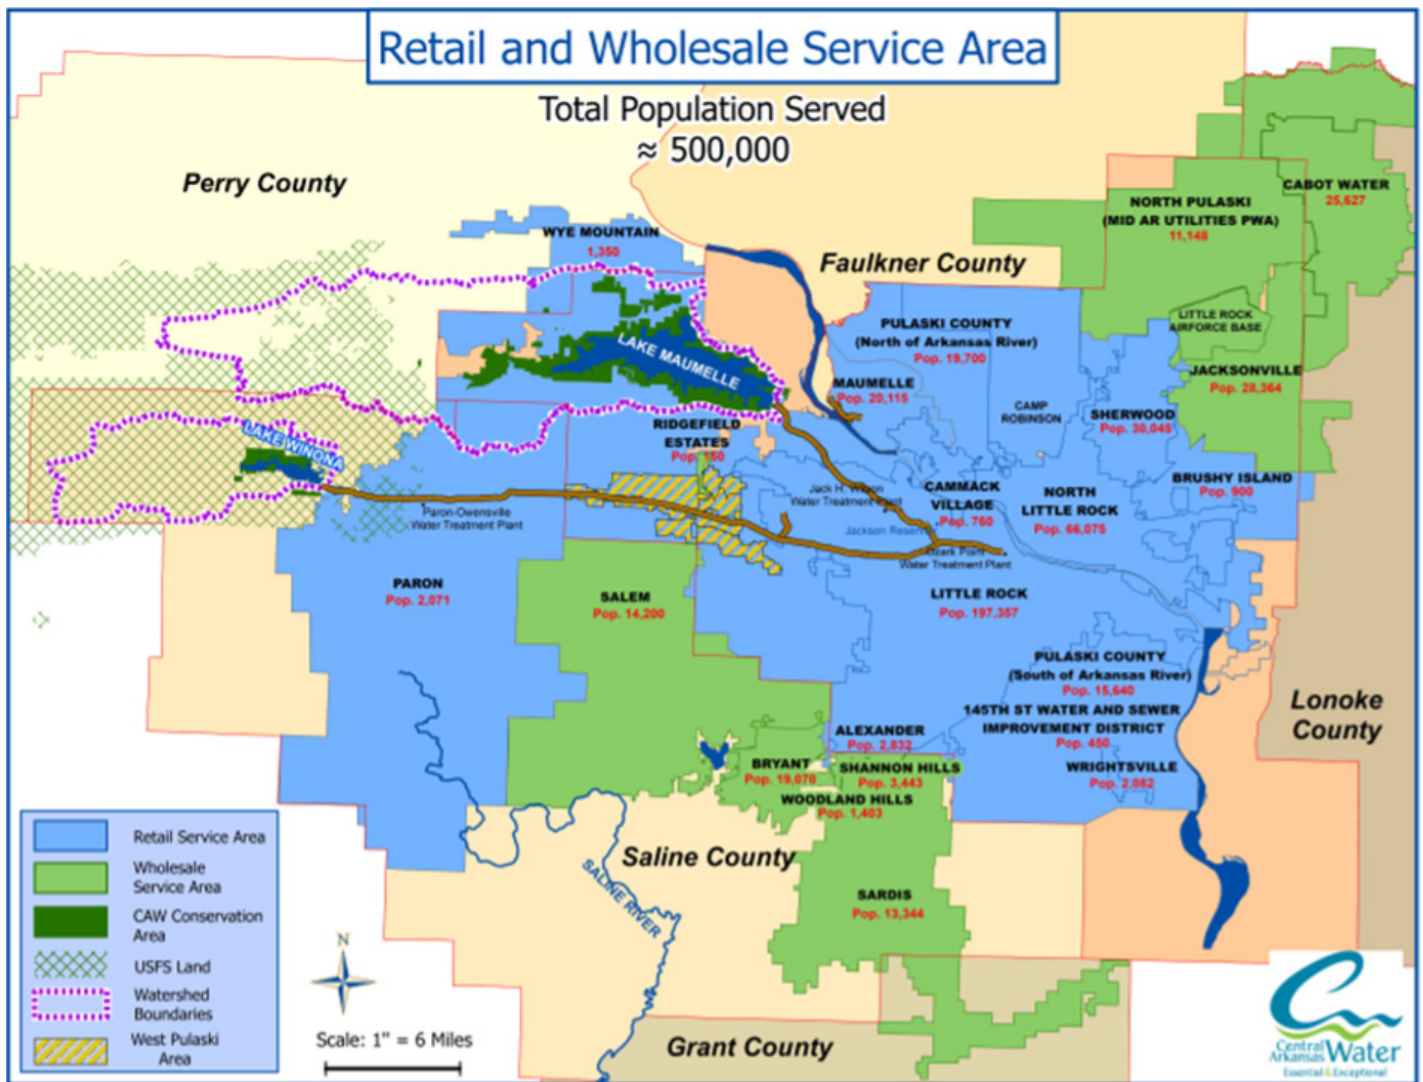 Retail and Wholesale Service Area
Total Population Served
≈ 500,000
Perry County
WYE MOUNTAIN
1,350
Faulkner County
CABOT WATER
25,627
NORTH PULASKI
(MID AR UTILITIES PWA)
11,148
LITTLE ROCK
AIRFORCE BASE
JACKSONVILLE
Pop. 28,364
PULASKI COUNTY
(North of Arkansas River)
Pop. 19,700
LAKE MAUMELLE
MAUMELLE
Pop. 20,115
CAMP
ROBINSON
SHERWOOD
Pop. 30,045
RIDGEFIELD
ESTATES
Pop. 150
LAKE WINONA
BRUSHY ISLAND
Pop. 900
Jack H. Wilson
Water Treatment Plant
CAMMACK
VILLAGE
Pop. 760
NORTH
LITTLE ROCK
Pop. 66,075
Paron-Owensville
Water Treatment Plant
Jackson Reservoir
Ozark Point
Water Treatment Plant
PARON
Pop. 2,071
SALEM
Pop. 14,200
LITTLE ROCK
Pop. 197,357
PULASKI COUNTY
(South of Arkansas River)
Pop. 15,640
145TH ST WATER AND SEWER
IMPROVEMENT DISTRICT
Pop. 450
WRIGHTSVILLE
Pop. 2,082
Lonoke
County
ALEXANDER
Pop. 2,832
BRYANT
Pop. 19,070
SHANNON HILLS
Pop. 3,443
WOODLAND HILLS
Pop. 1,403
Saline County
SALINE RIVER
SARDIS
Pop. 13,344
Grant County
Retail Service Area
Wholesale
Service Area
CAW Conservation
Area
USFS Land
Watershed
Boundaries
West Pulaski
Area
N
Scale: 1" = 6 Miles
Central
Arkansas Water
Essential & Exceptional